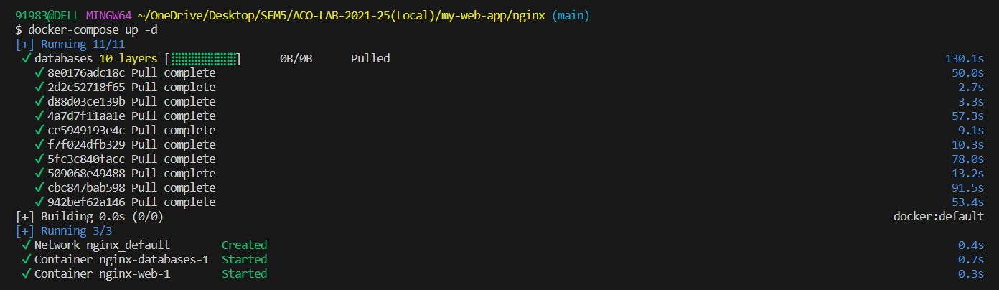 91983@DELL MINGW64 ~/OneDrive/Desktop/SEM5/ACO-LAB-2021-25(Local)/my-web-app/nginx (main)
$ docker-compose up -d
[+] Running 11/11
✓ databases 10 layers [⣿⣿⣿⣿⣿⣿⣿⣿⣿⣿] 0B/0B Pulled 130.1s
✓ 8e0176adc18c Pull complete 50.0s
✓ 2d2c52718f65 Pull complete 2.7s
✓ d88d03ce139b Pull complete 3.3s
✓ 4a7d7f11aa1e Pull complete 57.3s
✓ ce5949193e4c Pull complete 9.1s
✓ f7f024dfb329 Pull complete 10.3s
✓ 5fc3c840facc Pull complete 78.0s
✓ 509068e49488 Pull complete 13.2s
✓ cbc847bab598 Pull complete 91.5s
✓ 942bef62a146 Pull complete 53.4s
[+] Building 0.0s (0/0) docker:default
[+] Running 3/3
✓ Network nginx_default Created 0.4s
✓ Container nginx-databases-1 Started 0.7s
✓ Container nginx-web-1 Started 0.3s